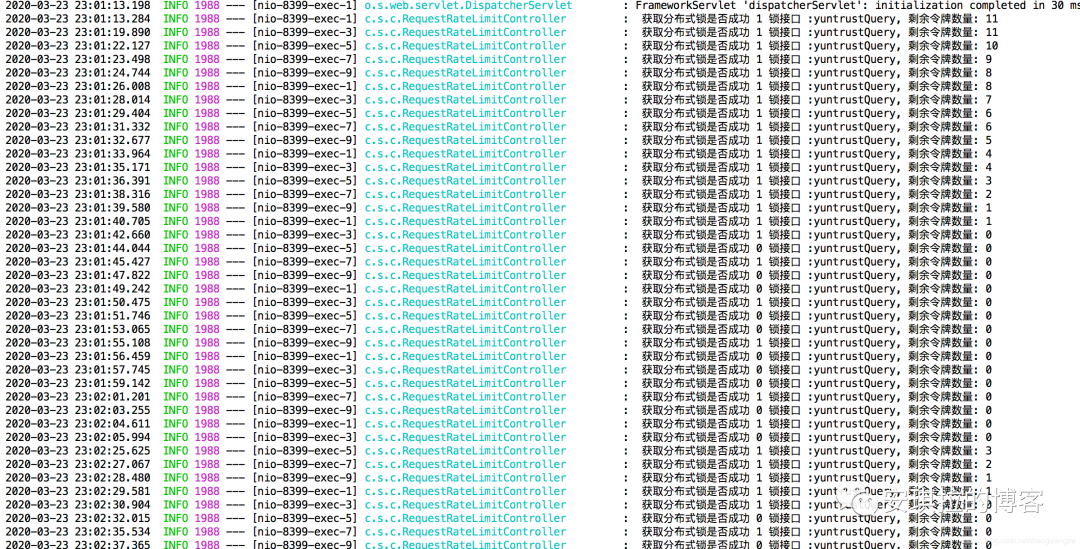 2020-03-23 23:01:13.198 INFO 1988 --- [nio-8399-exec-1] o.s.web.servlet.DispatcherServlet : FrameworkServlet 'dispatcherServlet': initialization completed in 30 ms
2020-03-23 23:01:13.284 INFO 1988 --- [nio-8399-exec-1] c.s.c.RequestRateLimitController : 获取分布式锁是否成功 1 锁接口 :yuntrustQuery, 剩余令牌数量: 11
2020-03-23 23:01:19.890 INFO 1988 --- [nio-8399-exec-3] c.s.c.RequestRateLimitController : 获取分布式锁是否成功 1 锁接口 :yuntrustQuery, 剩余令牌数量: 11
2020-03-23 23:01:22.127 INFO 1988 --- [nio-8399-exec-5] c.s.c.RequestRateLimitController : 获取分布式锁是否成功 1 锁接口 :yuntrustQuery, 剩余令牌数量: 10
2020-03-23 23:01:23.498 INFO 1988 --- [nio-8399-exec-7] c.s.c.RequestRateLimitController : 获取分布式锁是否成功 1 锁接口 :yuntrustQuery, 剩余令牌数量: 9
2020-03-23 23:01:24.744 INFO 1988 --- [nio-8399-exec-9] c.s.c.RequestRateLimitController : 获取分布式锁是否成功 1 锁接口 :yuntrustQuery, 剩余令牌数量: 8
2020-03-23 23:01:26.008 INFO 1988 --- [nio-8399-exec-1] c.s.c.RequestRateLimitController : 获取分布式锁是否成功 1 锁接口 :yuntrustQuery, 剩余令牌数量: 8
2020-03-23 23:01:28.014 INFO 1988 --- [nio-8399-exec-3] c.s.c.RequestRateLimitController : 获取分布式锁是否成功 1 锁接口 :yuntrustQuery, 剩余令牌数量: 7
2020-03-23 23:01:29.404 INFO 1988 --- [nio-8399-exec-5] c.s.c.RequestRateLimitController : 获取分布式锁是否成功 1 锁接口 :yuntrustQuery, 剩余令牌数量: 6
2020-03-23 23:01:31.332 INFO 1988 --- [nio-8399-exec-7] c.s.c.RequestRateLimitController : 获取分布式锁是否成功 1 锁接口 :yuntrustQuery, 剩余令牌数量: 6
2020-03-23 23:01:32.677 INFO 1988 --- [nio-8399-exec-9] c.s.c.RequestRateLimitController : 获取分布式锁是否成功 1 锁接口 :yuntrustQuery, 剩余令牌数量: 5
2020-03-23 23:01:33.964 INFO 1988 --- [nio-8399-exec-1] c.s.c.RequestRateLimitController : 获取分布式锁是否成功 1 锁接口 :yuntrustQuery, 剩余令牌数量: 4
2020-03-23 23:01:35.171 INFO 1988 --- [nio-8399-exec-3] c.s.c.RequestRateLimitController : 获取分布式锁是否成功 1 锁接口 :yuntrustQuery, 剩余令牌数量: 4
2020-03-23 23:01:36.391 INFO 1988 --- [nio-8399-exec-5] c.s.c.RequestRateLimitController : 获取分布式锁是否成功 1 锁接口 :yuntrustQuery, 剩余令牌数量: 3
2020-03-23 23:01:38.316 INFO 1988 --- [nio-8399-exec-7] c.s.c.RequestRateLimitController : 获取分布式锁是否成功 1 锁接口 :yuntrustQuery, 剩余令牌数量: 2
2020-03-23 23:01:39.580 INFO 1988 --- [nio-8399-exec-9] c.s.c.RequestRateLimitController : 获取分布式锁是否成功 1 锁接口 :yuntrustQuery, 剩余令牌数量: 1
2020-03-23 23:01:40.705 INFO 1988 --- [nio-8399-exec-1] c.s.c.RequestRateLimitController : 获取分布式锁是否成功 1 锁接口 :yuntrustQuery, 剩余令牌数量: 1
2020-03-23 23:01:42.660 INFO 1988 --- [nio-8399-exec-3] c.s.c.RequestRateLimitController : 获取分布式锁是否成功 1 锁接口 :yuntrustQuery, 剩余令牌数量: 0
2020-03-23 23:01:44.044 INFO 1988 --- [nio-8399-exec-5] c.s.c.RequestRateLimitController : 获取分布式锁是否成功 0 锁接口 :yuntrustQuery, 剩余令牌数量: 0
2020-03-23 23:01:45.427 INFO 1988 --- [nio-8399-exec-7] c.s.c.RequestRateLimitController : 获取分布式锁是否成功 1 锁接口 :yuntrustQuery, 剩余令牌数量: 0
2020-03-23 23:01:47.822 INFO 1988 --- [nio-8399-exec-9] c.s.c.RequestRateLimitController : 获取分布式锁是否成功 0 锁接口 :yuntrustQuery, 剩余令牌数量: 0
2020-03-23 23:01:49.242 INFO 1988 --- [nio-8399-exec-1] c.s.c.RequestRateLimitController : 获取分布式锁是否成功 0 锁接口 :yuntrustQuery, 剩余令牌数量: 0
2020-03-23 23:01:50.475 INFO 1988 --- [nio-8399-exec-3] c.s.c.RequestRateLimitController : 获取分布式锁是否成功 1 锁接口 :yuntrustQuery, 剩余令牌数量: 0
2020-03-23 23:01:51.746 INFO 1988 --- [nio-8399-exec-5] c.s.c.RequestRateLimitController : 获取分布式锁是否成功 0 锁接口 :yuntrustQuery, 剩余令牌数量: 0
2020-03-23 23:01:53.065 INFO 1988 --- [nio-8399-exec-7] c.s.c.RequestRateLimitController : 获取分布式锁是否成功 0 锁接口 :yuntrustQuery, 剩余令牌数量: 0
2020-03-23 23:01:55.108 INFO 1988 --- [nio-8399-exec-9] c.s.c.RequestRateLimitController : 获取分布式锁是否成功 1 锁接口 :yuntrustQuery, 剩余令牌数量: 0
2020-03-23 23:01:56.459 INFO 1988 --- [nio-8399-exec-1] c.s.c.RequestRateLimitController : 获取分布式锁是否成功 0 锁接口 :yuntrustQuery, 剩余令牌数量: 0
2020-03-23 23:01:57.745 INFO 1988 --- [nio-8399-exec-3] c.s.c.RequestRateLimitController : 获取分布式锁是否成功 0 锁接口 :yuntrustQuery, 剩余令牌数量: 0
2020-03-23 23:01:59.142 INFO 1988 --- [nio-8399-exec-5] c.s.c.RequestRateLimitController : 获取分布式锁是否成功 0 锁接口 :yuntrustQuery, 剩余令牌数量: 0
2020-03-23 23:02:01.201 INFO 1988 --- [nio-8399-exec-7] c.s.c.RequestRateLimitController : 获取分布式锁是否成功 1 锁接口 :yuntrustQuery, 剩余令牌数量: 0
2020-03-23 23:02:03.255 INFO 1988 --- [nio-8399-exec-9] c.s.c.RequestRateLimitController : 获取分布式锁是否成功 0 锁接口 :yuntrustQuery, 剩余令牌数量: 0
2020-03-23 23:02:04.611 INFO 1988 --- [nio-8399-exec-1] c.s.c.RequestRateLimitController : 获取分布式锁是否成功 1 锁接口 :yuntrustQuery, 剩余令牌数量: 0
2020-03-23 23:02:05.994 INFO 1988 --- [nio-8399-exec-3] c.s.c.RequestRateLimitController : 获取分布式锁是否成功 0 锁接口 :yuntrustQuery, 剩余令牌数量: 0
2020-03-23 23:02:25.625 INFO 1988 --- [nio-8399-exec-5] c.s.c.RequestRateLimitController : 获取分布式锁是否成功 1 锁接口 :yuntrustQuery, 剩余令牌数量: 3
2020-03-23 23:02:27.067 INFO 1988 --- [nio-8399-exec-7] c.s.c.RequestRateLimitController : 获取分布式锁是否成功 1 锁接口 :yuntrustQuery, 剩余令牌数量: 2
2020-03-23 23:02:28.480 INFO 1988 --- [nio-8399-exec-9] c.s.c.RequestRateLimitController : 获取分布式锁是否成功 1 锁接口 :yuntrustQuery, 剩余令牌数量: 1
2020-03-23 23:02:29.581 INFO 1988 --- [nio-8399-exec-1] c.s.c.RequestRateLimitController : 获取分布式锁是否成功 1 锁接口 :yuntrustQuery, 剩余令牌数量: 1
2020-03-23 23:02:30.904 INFO 1988 --- [nio-8399-exec-3] c.s.c.RequestRateLimitController : 获取分布式锁是否成功 1 锁接口 :yuntrustQuery, 剩余令牌数量: 0
2020-03-23 23:02:32.015 INFO 1988 --- [nio-8399-exec-5] c.s.c.RequestRateLimitController : 获取分布式锁是否成功 0 锁接口 :yuntrustQuery, 剩余令牌数量: 0
2020-03-23 23:02:35.534 INFO 1988 --- [nio-8399-exec-7] c.s.c.RequestRateLimitController : 获取分布式锁是否成功 1 锁接口 :yuntrustQuery, 剩余令牌数量: 0
2020-03-23 23:02:37.365 INFO 1988 --- [nio-8399-exec-9] c.s.c.RequestRateLimitController : 获取分布式锁是否成功 0 锁接口 :yuntrustQuery, 剩余令牌数量: 0
安琪拉的博客